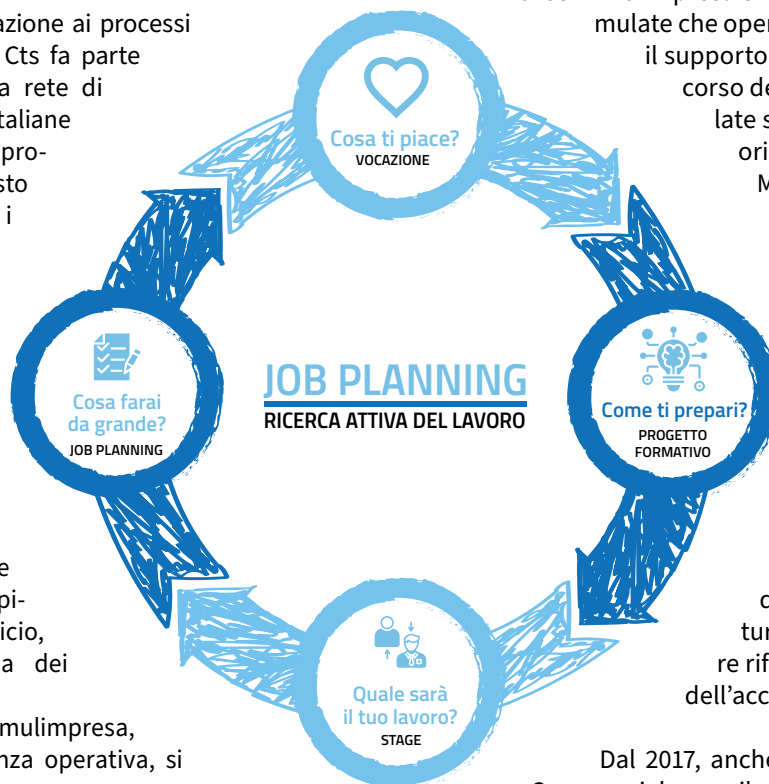 azione ai processi
Cts fa parte
a rete di
taliane
pro-
sto
i
mulate che oper
il supporto
corso de
late s
ori
M
Cosa ti piace?
VOCAZIONE
Come ti prepari?
PROGETTO
FORMATIVO
JOB PLANNING
RICERCA ATTIVA DEL LAVORO
Cosa farai
da grande?
JOB PLANNING
Quale sarà
il tuo lavoro?
STAGE
e
pi-
icio,
a dei
mulimpresa,
nza operativa, si
tur
re rif
dell'acc
Dal 2017, anche